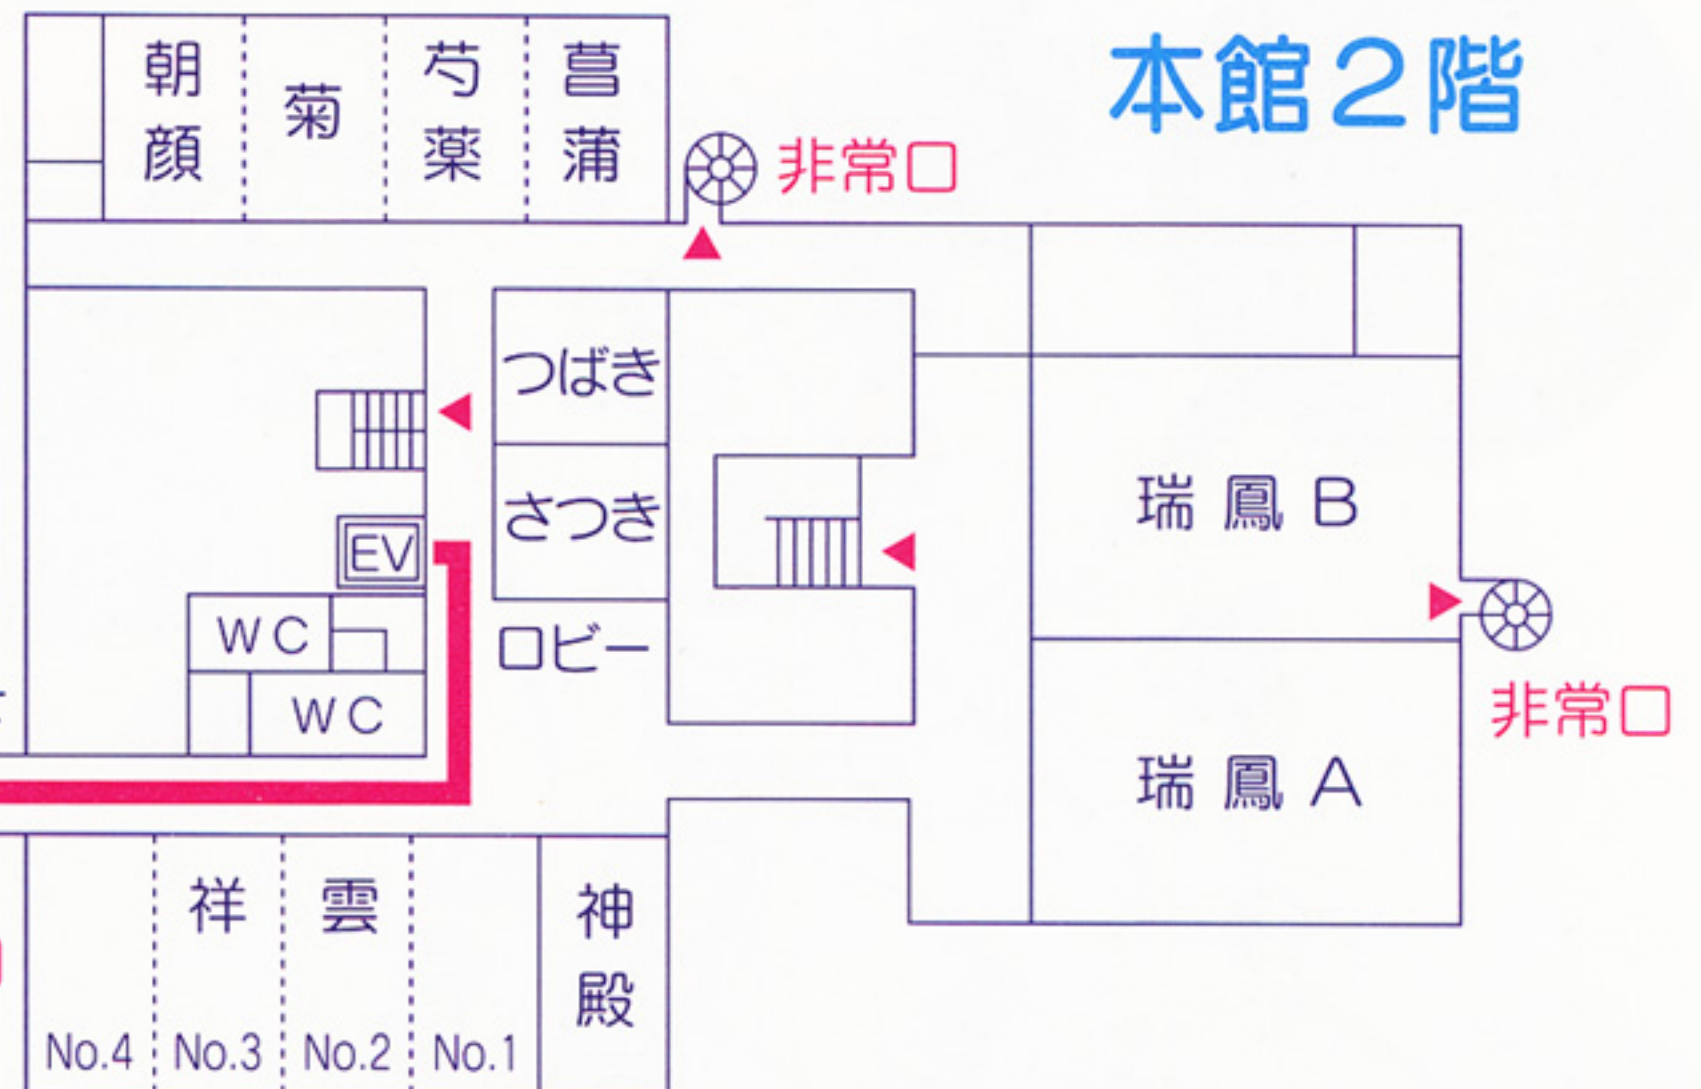 本館2階
朝顔
菊
芍薬
菖蒲
非常口
つばき
さつき
EV
WC
WC
ロビー
瑞鳳B
非常口
瑞鳳A
祥雲
神殿
No.4
No.3
No.2
No.1